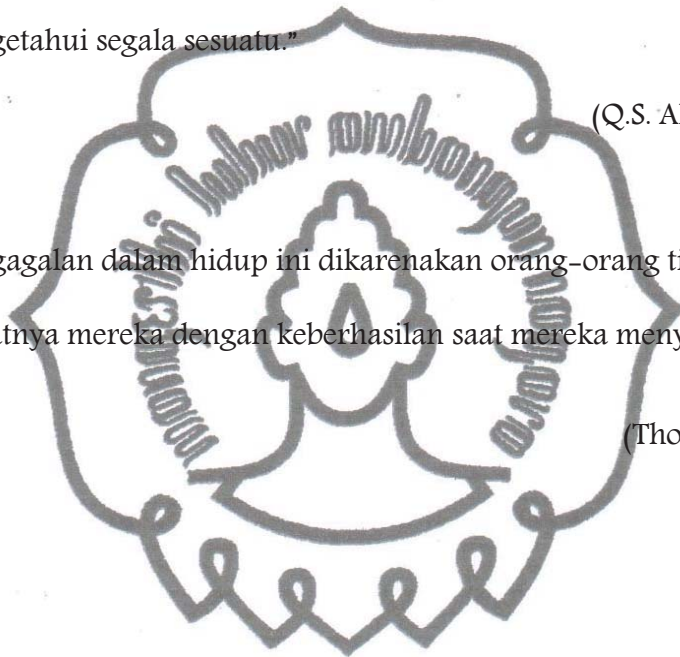 getahui segala sesuatu.”
(Q.S. Al
gagalan dalam hidup ini dikarenakan orang-orang ti
atnya mereka dengan keberhasilan saat mereka meny
(Tho